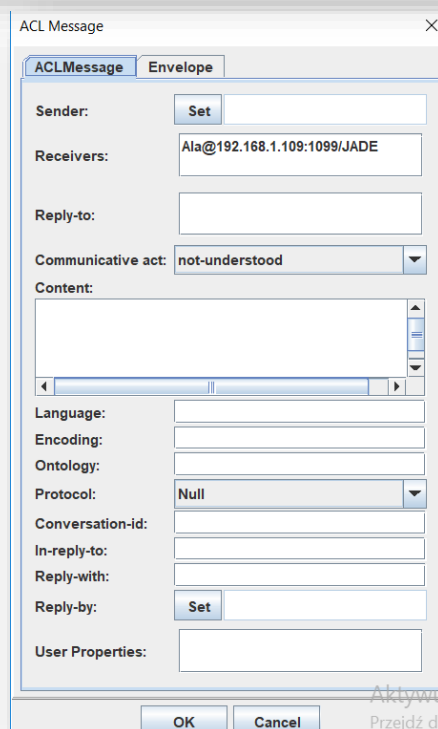 ACL Message
ACLMessage Envelope
Sender: Set
Receivers: Ala@192.168.1.109:1099/JADE
Reply-to:
Communicative act: not-understood
Content:
Language:
Encoding:
Ontology:
Protocol: Null
Conversation-id:
In-reply-to:
Reply-with:
Reply-by: Set
User Properties:
OK Cancel